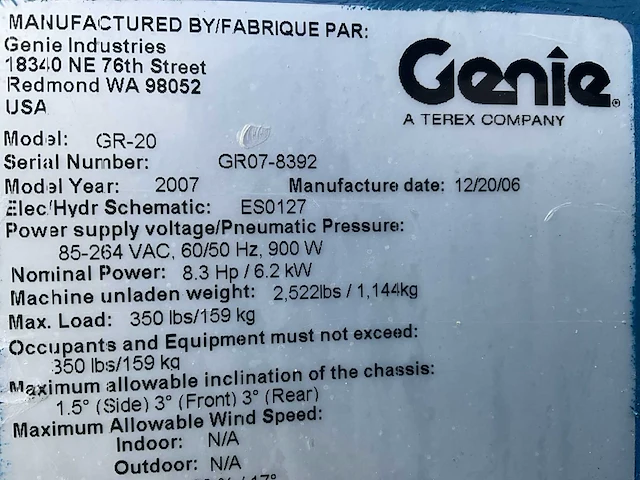 MANUFACTURED BY/FABRIQUE PAR:
Genie Industries
18340 NE 76th Street
Redmond WA 98052
USA
Genie
A TEREX COMPANY
Model: GR-20
Serial Number: GR07-8392
Model Year: 2007 Manufacture date: 12/20/06
Elec/Hydr Schematic: ES0127
Power supply voltage/Pneumatic Pressure:
85-264 VAC, 60/50 Hz, 900 W
Nominal Power: 8.3 Hp / 6.2 kW
Machine unladen weight: 2,522lbs / 1,144kg
Max. Load: 350 lbs/159 kg
Occupants and Equipment must not exceed:
350 lbs/159 kg
Maximum allowable inclination of the chassis:
1.5° (Side) 3° (Front) 3° (Rear)
Maximum Allowable Wind Speed:
Indoor: N/A
Outdoor: N/A